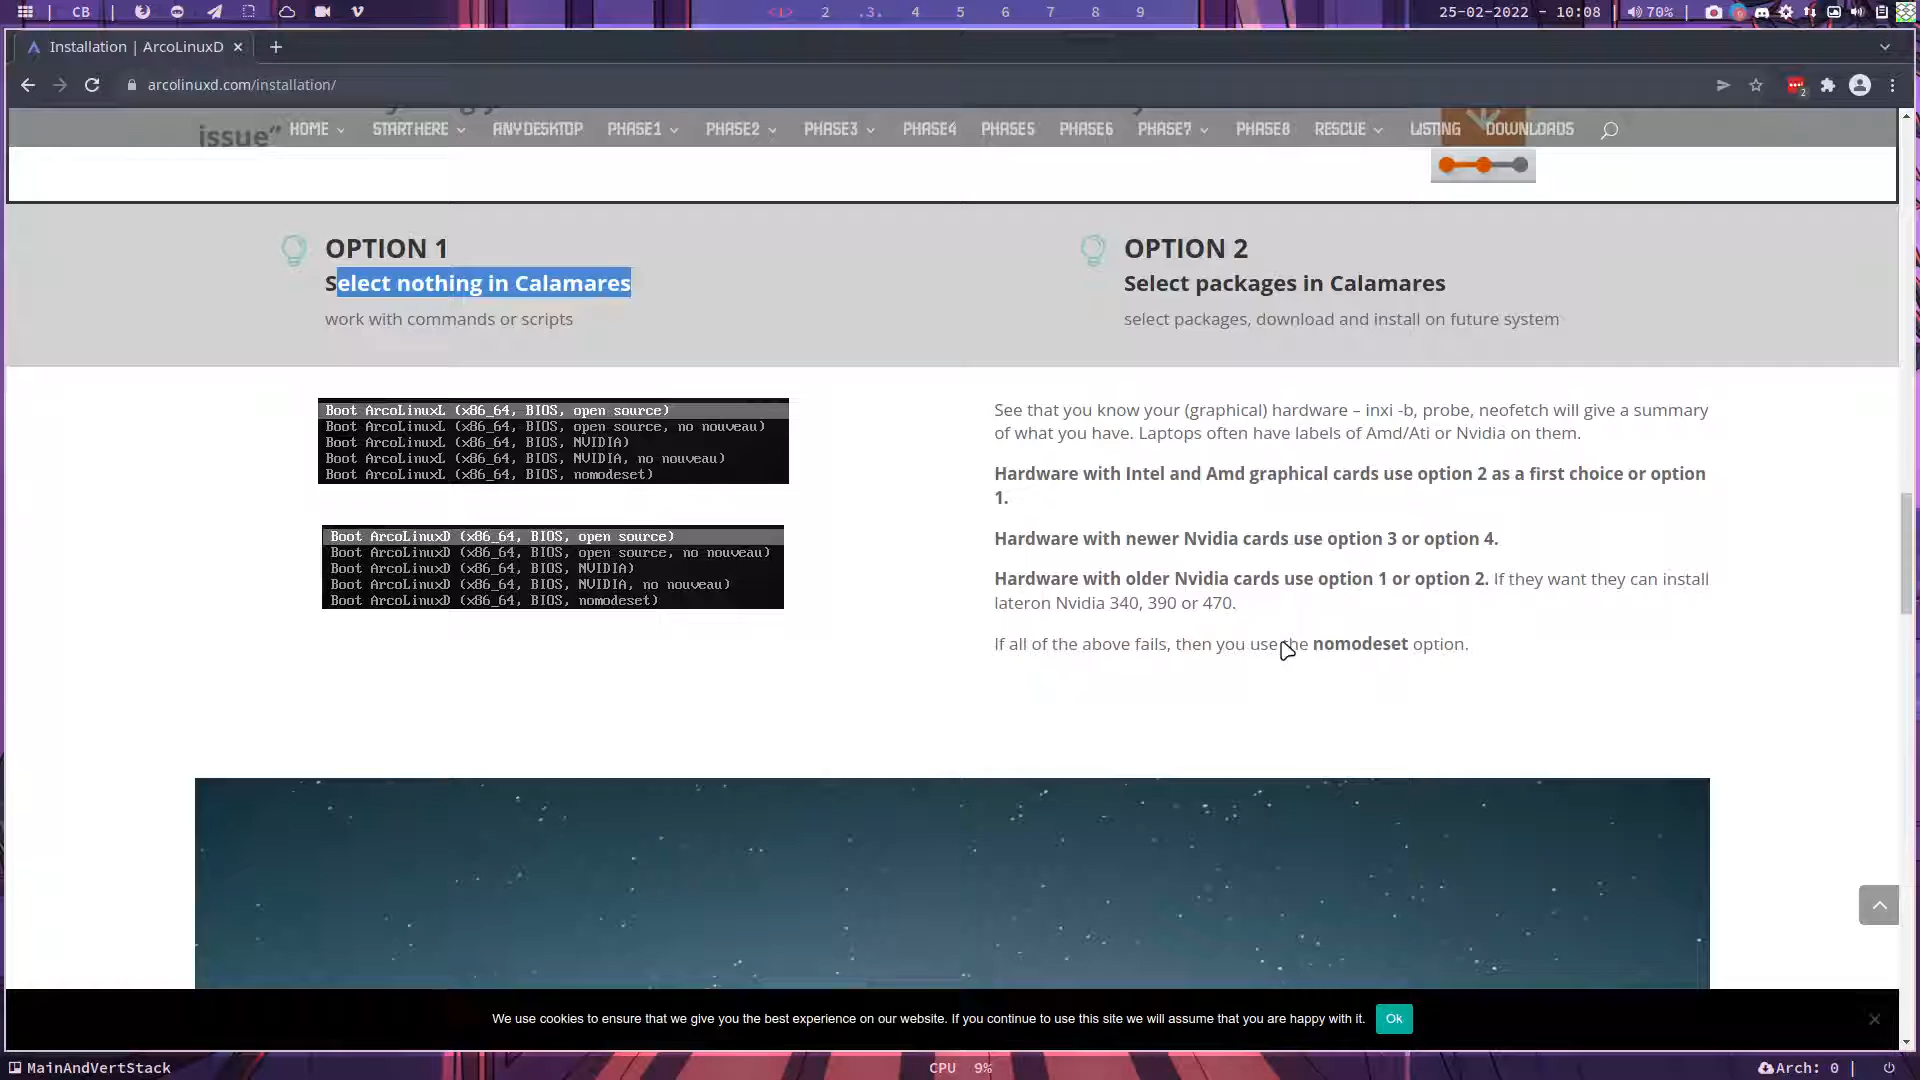 CB
<1> 2 .3. 4 5 6 7 8 9
25-02-2022 - 10:08
70%
Installation | ArcoLinuxD
arcolinuxd.com/installation/
2
issue”
HOME STARTHERE ANYDESKTOP PHASE1 PHASE2 PHASE3 PHASE4 PHASE5 PHASE6 PHASE7 PHASE8 RESCUE LISTING DOWNLOADS
OPTION 1
Select nothing in Calamares
work with commands or scripts
OPTION 2
Select packages in Calamares
select packages, download and install on future system
Boot ArcoLinuxL (x86_64, BIOS, open source)
Boot ArcoLinuxL (x86_64, BIOS, open source, no nouveau)
Boot ArcoLinuxL (x86_64, BIOS, NVIDIA)
Boot ArcoLinuxL (x86_64, BIOS, NVIDIA, no nouveau)
Boot ArcoLinuxL (x86_64, BIOS, nomodeset)
Boot ArcoLinuxD (x86_64, BIOS, open source)
Boot ArcoLinuxD (x86_64, BIOS, open source, no nouveau)
Boot ArcoLinuxD (x86_64, BIOS, NVIDIA)
Boot ArcoLinuxD (x86_64, BIOS, NVIDIA, no nouveau)
Boot ArcoLinuxD (x86_64, BIOS, nomodeset)
See that you know your (graphical) hardware – inxi -b, probe, neofetch will give a summary
of what you have. Laptops often have labels of Amd/Ati or Nvidia on them.
Hardware with Intel and Amd graphical cards use option 2 as a first choice or option
1.
Hardware with newer Nvidia cards use option 3 or option 4.
Hardware with older Nvidia cards use option 1 or option 2. If they want they can install
lateron Nvidia 340, 390 or 470.
If all of the above fails, then you use the nomodeset option.
We use cookies to ensure that we give you the best experience on our website. If you continue to use this site we will assume that you are happy with it.
Ok
MainAndVertStack
CPU 9%
Arch: 0